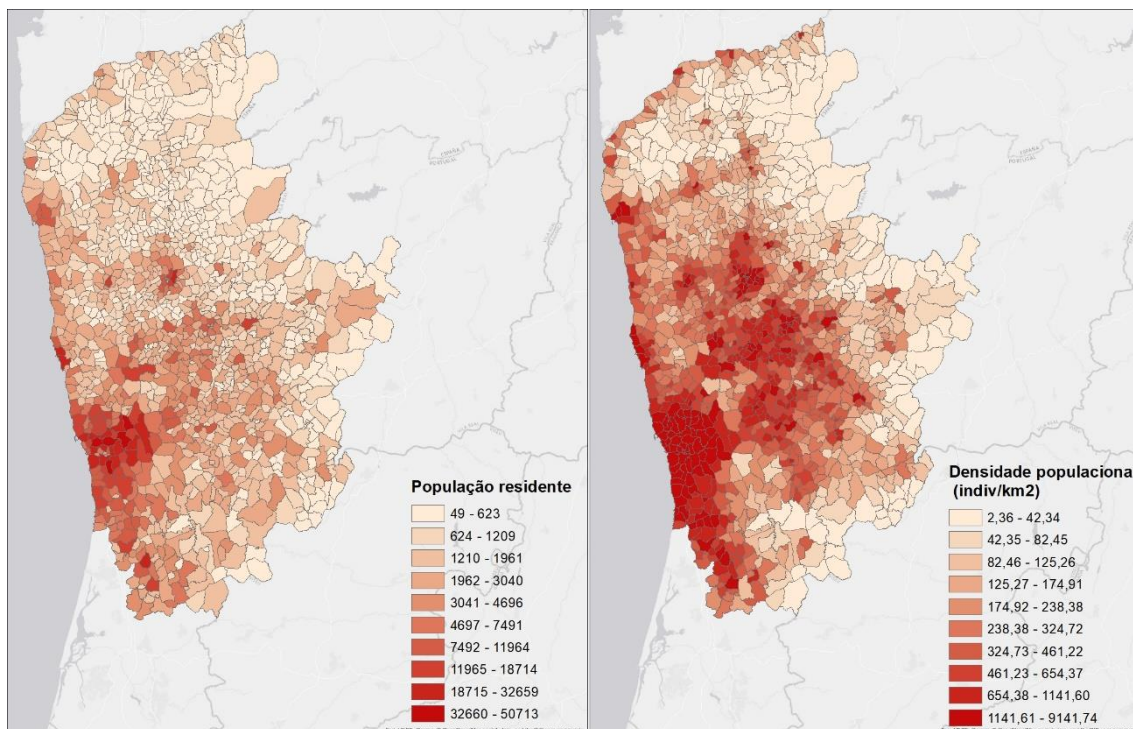 População residente
49 - 623
624 - 1209
1210 - 1961
1962 - 3040
3041 - 4696
4697 - 7491
7492 - 11964
11965 - 18714
18715 - 32659
32660 - 50713
ESPAÑA
PORTUGAL
Densidade populaciona
(indiv/km2)
2,36 - 42,34
42,35 - 82,45
82,46 - 125,26
125,27 - 174,91
174,92 - 238,38
238,38 - 324,72
324,73 - 461,22
461,23 - 654,37
654,38 - 1141,60
1141,61 - 9141,74